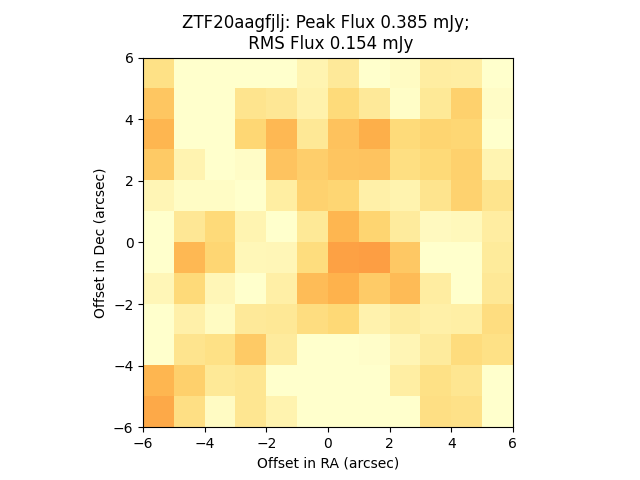 ZTF20aagfjlj: Peak Flux 0.385 mJy;
RMS Flux 0.154 mJy
6
4
2
0
−2
−4
−6
Offset in Dec (arcsec)
−6 −4 −2 0 2 4 6
Offset in RA (arcsec)